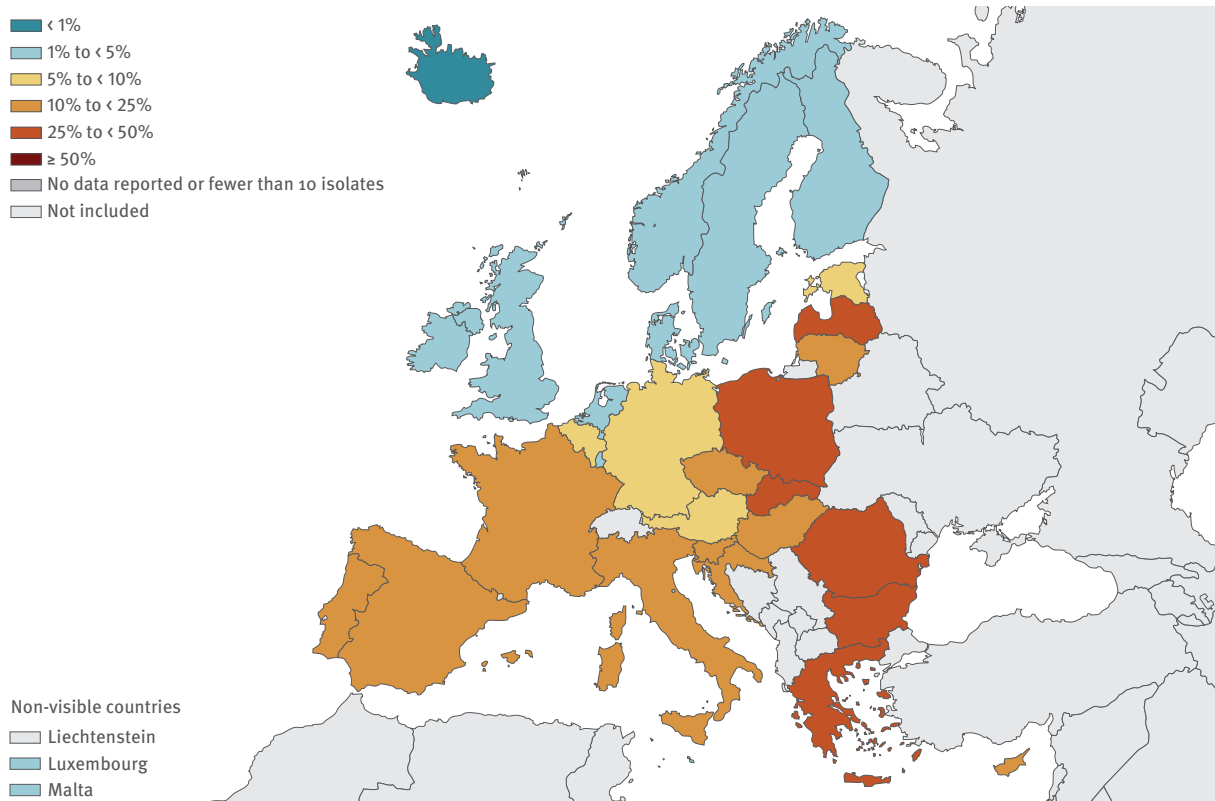 < 1%
1% to < 5%
5% to < 10%
10% to < 25%
25% to < 50%
≥ 50%
No data reported or fewer than 10 isolates
Not included
Non-visible countries
Liechtenstein
Luxembourg
Malta